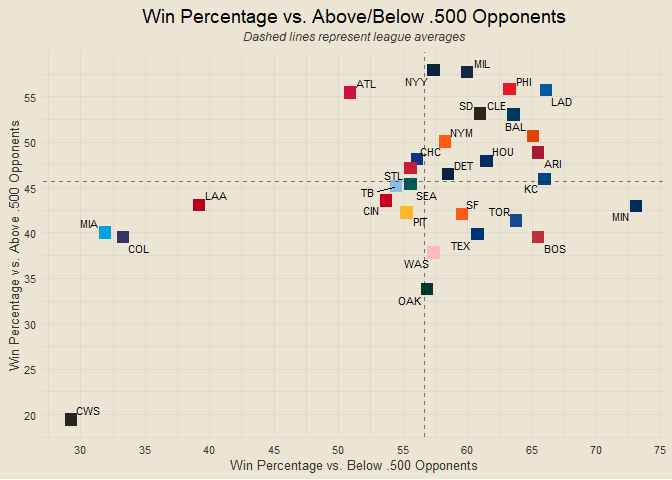 Win Percentage vs. Above/Below .500 Opponents
Dashed lines represent league averages
Win Percentage vs. Above .500 Opponents
55
50
45
40
35
30
25
20
NYY
MIL
ATL
PHI
LAD
SD
CLE
BAL
NYM
CHC
HOU
ARI
DET
STL
KC
TB
SEA
LAA
CIN
PIT
SF
TOR
MIN
MIA
COL
TEX
BOS
WAS
OAK
CWS
30
35
40
45
50
55
60
65
70
75
Win Percentage vs. Below .500 Opponents